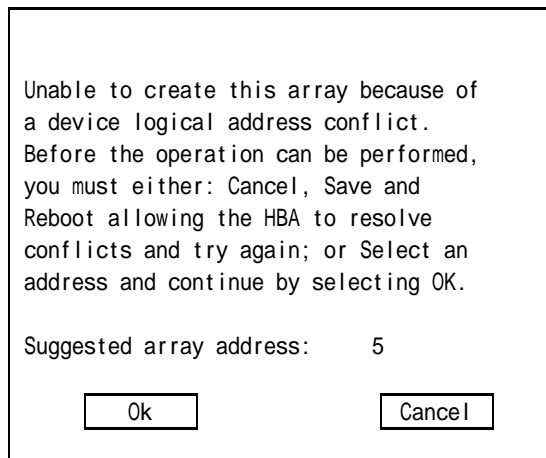 Unable to create this array because of
a device logical address conflict.
Before the operation can be performed,
you must either: Cancel, Save and
Reboot allowing the HBA to resolve
conflicts and try again; or Select an
address and continue by selecting OK.
Suggested array address: 5
Ok Cancel